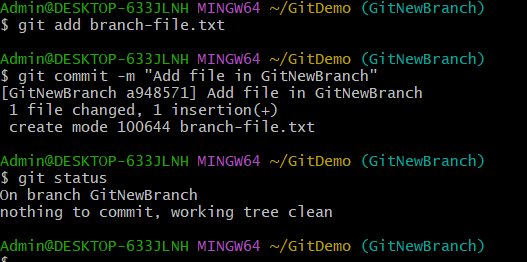 Admin@DESKTOP-633JLNH MINGW64 ~/GitDemo (GitNewBranch)
$ git add branch-file.txt
Admin@DESKTOP-633JLNH MINGW64 ~/GitDemo (GitNewBranch)
$ git commit -m "Add file in GitNewBranch"
[GitNewBranch a948571] Add file in GitNewBranch
 1 file changed, 1 insertion(+)
 create mode 100644 branch-file.txt
Admin@DESKTOP-633JLNH MINGW64 ~/GitDemo (GitNewBranch)
$ git status
On branch GitNewBranch
nothing to commit, working tree clean
Admin@DESKTOP-633JLNH MINGW64 ~/GitDemo (GitNewBranch)
$